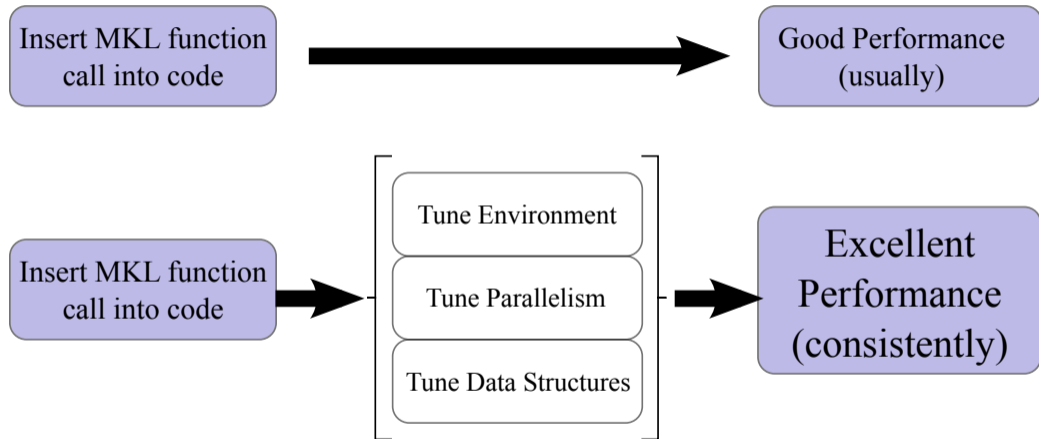 Insert MKL function
call into code
Good Performance
(usually)
Insert MKL function
call into code
Tune Environment
Tune Parallelism
Tune Data Structures
Excellent
Performance
(consistently)